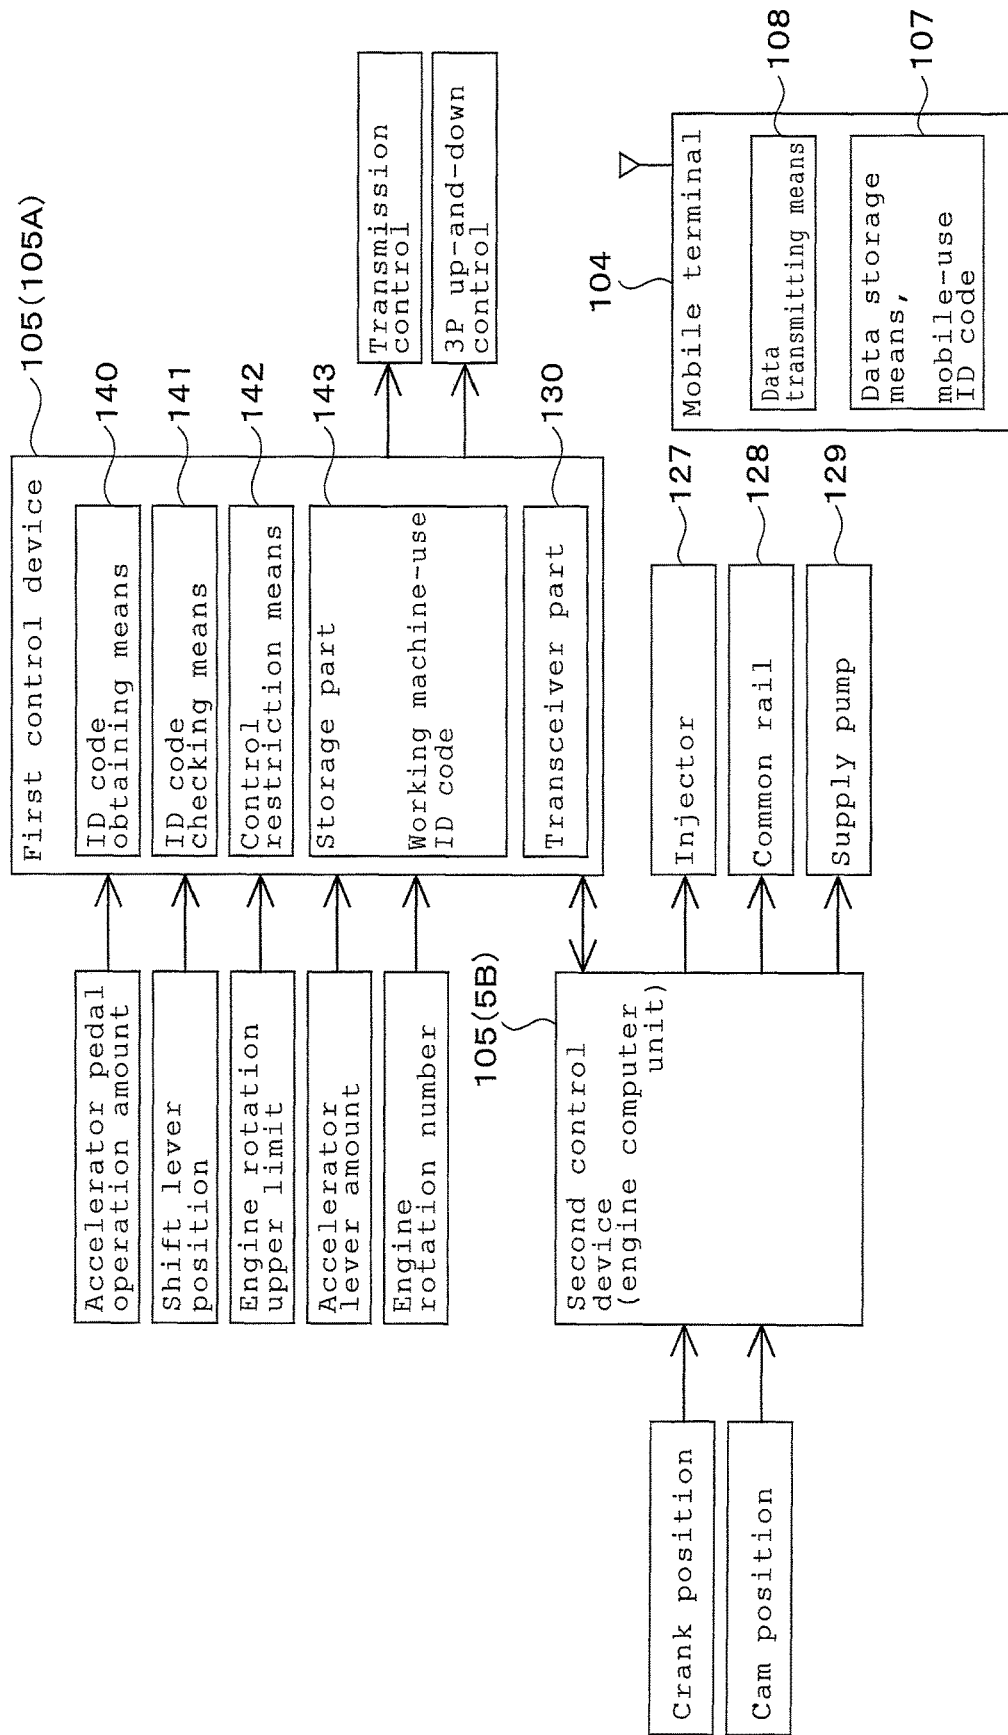 105(105A)
First control device
ID code
obtaining means
140
ID code
checking means
141
Control
restriction means
142
Storage part
Working machine-use
ID code
143
Transceiver part
130
Accelerator pedal
operation amount
Shift lever
position
Engine rotation
upper limit
Accelerator
lever amount
Engine
rotation number
Transmission
control
3P up-and-down
control
105(5B)
Second control
device
(engine computer
unit)
Crank position
Cam position
Injector
127
Common rail
128
Supply pump
129
104
Mobile terminal
Data
transmitting means
108
Data storage
means,
mobile-use
ID code
107